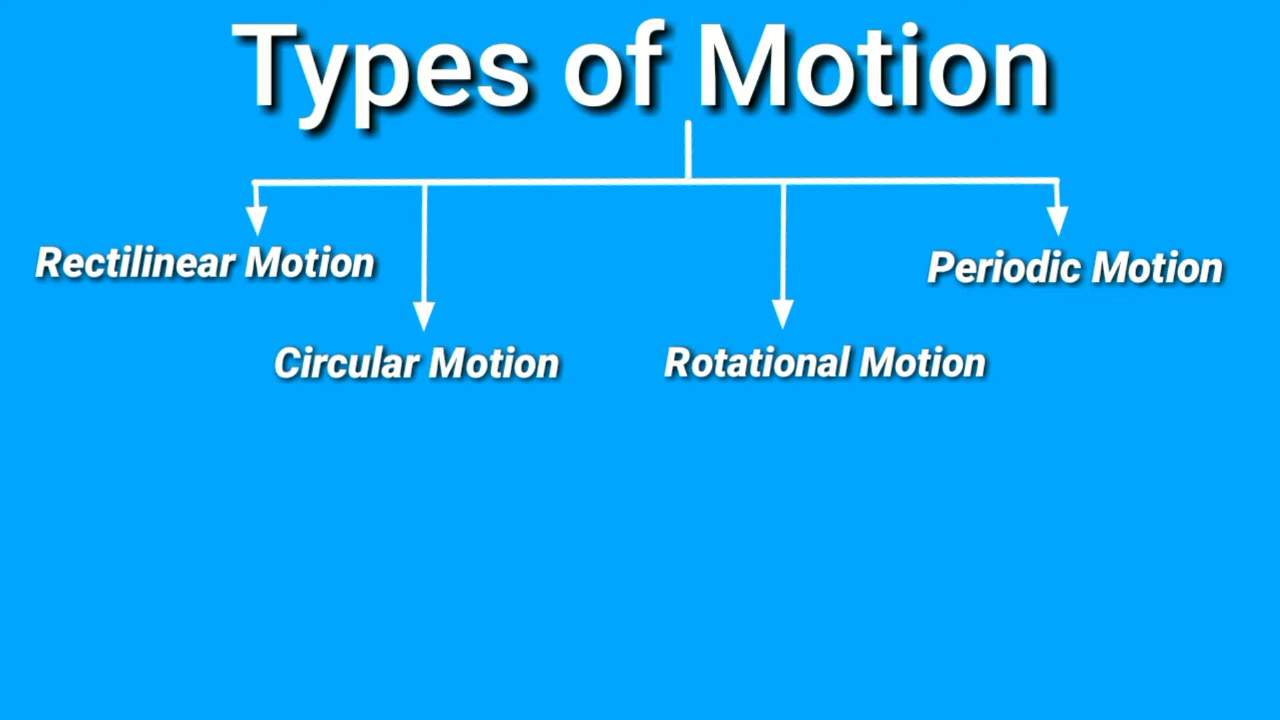 Types of Motion
Rectilinear Motion
Periodic Motion
Circular Motion
Rotational Motion